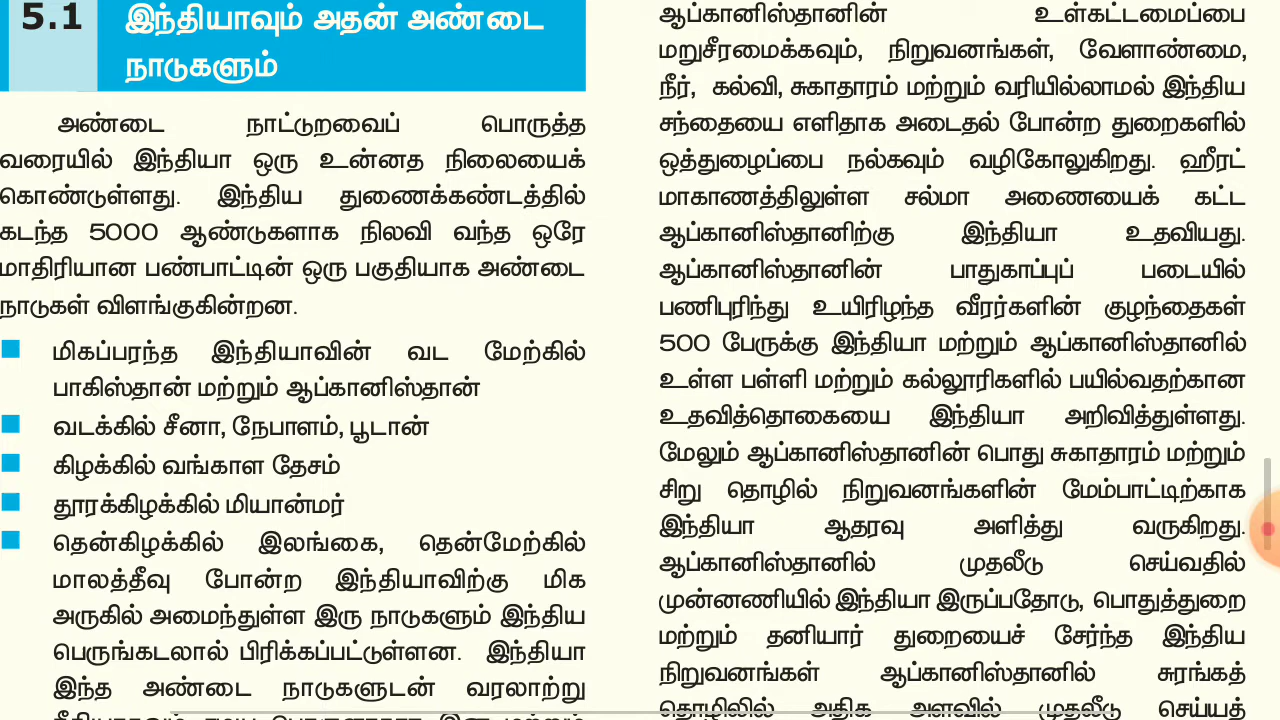 5.1 இந்தியாவும் அதன் அண்டை
நாடுகளும்
அண்டை நாட்டுறவைப் பொருத்த
வரையில் இந்தியா ஒரு உன்னத நிலையைக்
கொண்டுள்ளது. இந்திய துணைக்கண்டத்தில்
கடந்த 5000 ஆண்டுகளாக நிலவி வந்த ஒரே
மாதிரியான பண்பாட்டின் ஒரு பகுதியாக அண்டை
நாடுகள் விளங்குகின்றன.
மிகப்பரந்த இந்தியாவின் வட மேற்கில்
பாகிஸ்தான் மற்றும் ஆப்கானிஸ்தான்
வடக்கில் சீனா, நேபாளம், பூடான்
கிழக்கில் வங்காள தேசம்
தூரக்கிழக்கில் மியான்மர்
தென்கிழக்கில் இலங்கை, தென்மேற்கில்
மாலத்தீவு போன்ற இந்தியாவிற்கு மிக
அருகில் அமைந்துள்ள இரு நாடுகளும் இந்திய
பெருங்கடலால் பிரிக்கப்பட்டுள்ளன. இந்தியா
இந்த அண்டை நாடுகளுடன் வரலாற்று
ஆப்கானிஸ்தானின் உள்கட்டமைப்பை
மறுசீரமைக்கவும், நிறுவனங்கள், வேளாண்மை,
நீர், கல்வி, சுகாதாரம் மற்றும் வரியில்லாமல் இந்திய
சந்தையை எளிதாக அடைதல் போன்ற துறைகளில்
ஒத்துழைப்பை நல்கவும் வழிகோலுகிறது. ஹீரட்
மாகாணத்திலுள்ள சல்மா அணையைக் கட்ட
ஆப்கானிஸ்தானிற்கு இந்தியா உதவியது.
ஆப்கானிஸ்தானின் பாதுகாப்புப் படையில்
பணிபுரிந்து உயிரிழந்த வீரர்களின் குழந்தைகள்
500 பேருக்கு இந்தியா மற்றும் ஆப்கானிஸ்தானில்
உள்ள பள்ளி மற்றும் கல்லூரிகளில் பயில்வதற்கான
உதவித்தொகையை இந்தியா அறிவித்துள்ளது.
மேலும் ஆப்கானிஸ்தானின் பொது சுகாதாரம் மற்றும்
சிறு தொழில் நிறுவனங்களின் மேம்பாட்டிற்காக
இந்தியா ஆதரவு அளித்து வருகிறது.
ஆப்கானிஸ்தானில் முதலீடு செய்வதில்
முன்னணியில் இந்தியா இருப்பதோடு, பொதுத்துறை
மற்றும் தனியார் துறையைச் சேர்ந்த இந்திய
நிறுவனங்கள் ஆப்கானிஸ்தானில் சுரங்கத்
தொழிலில் அதிக அளவில் முதலீடு செய்யத்